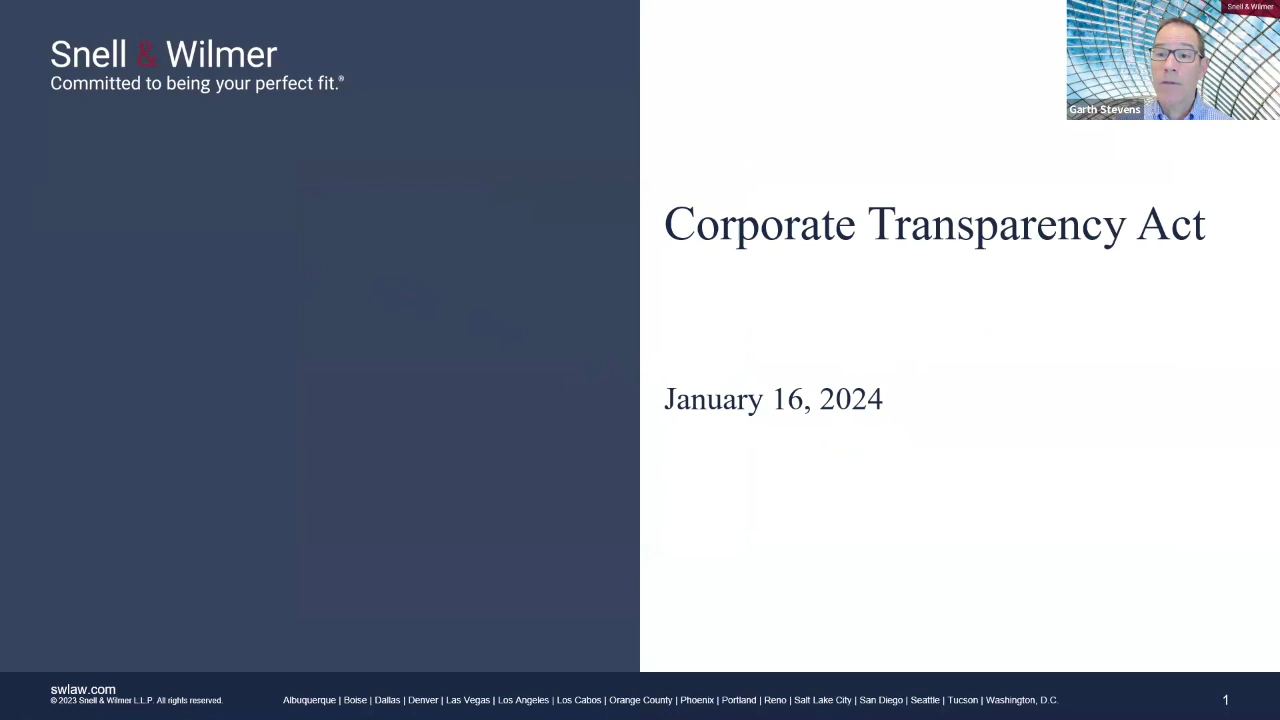 Snell & Wilmer
Committed to being your perfect fit.®
Snell & Wilmer
Garth Stevens
Corporate Transparency Act
January 16, 2024
swlaw.com
© 2023 Snell & Wilmer L.L.P. All rights reserved.
Albuquerque | Boise | Dallas | Denver | Las Vegas | Los Angeles | Los Cabos | Orange County | Phoenix | Portland | Reno | Salt Lake City | San Diego | Seattle | Tucson | Washington, D.C.
1